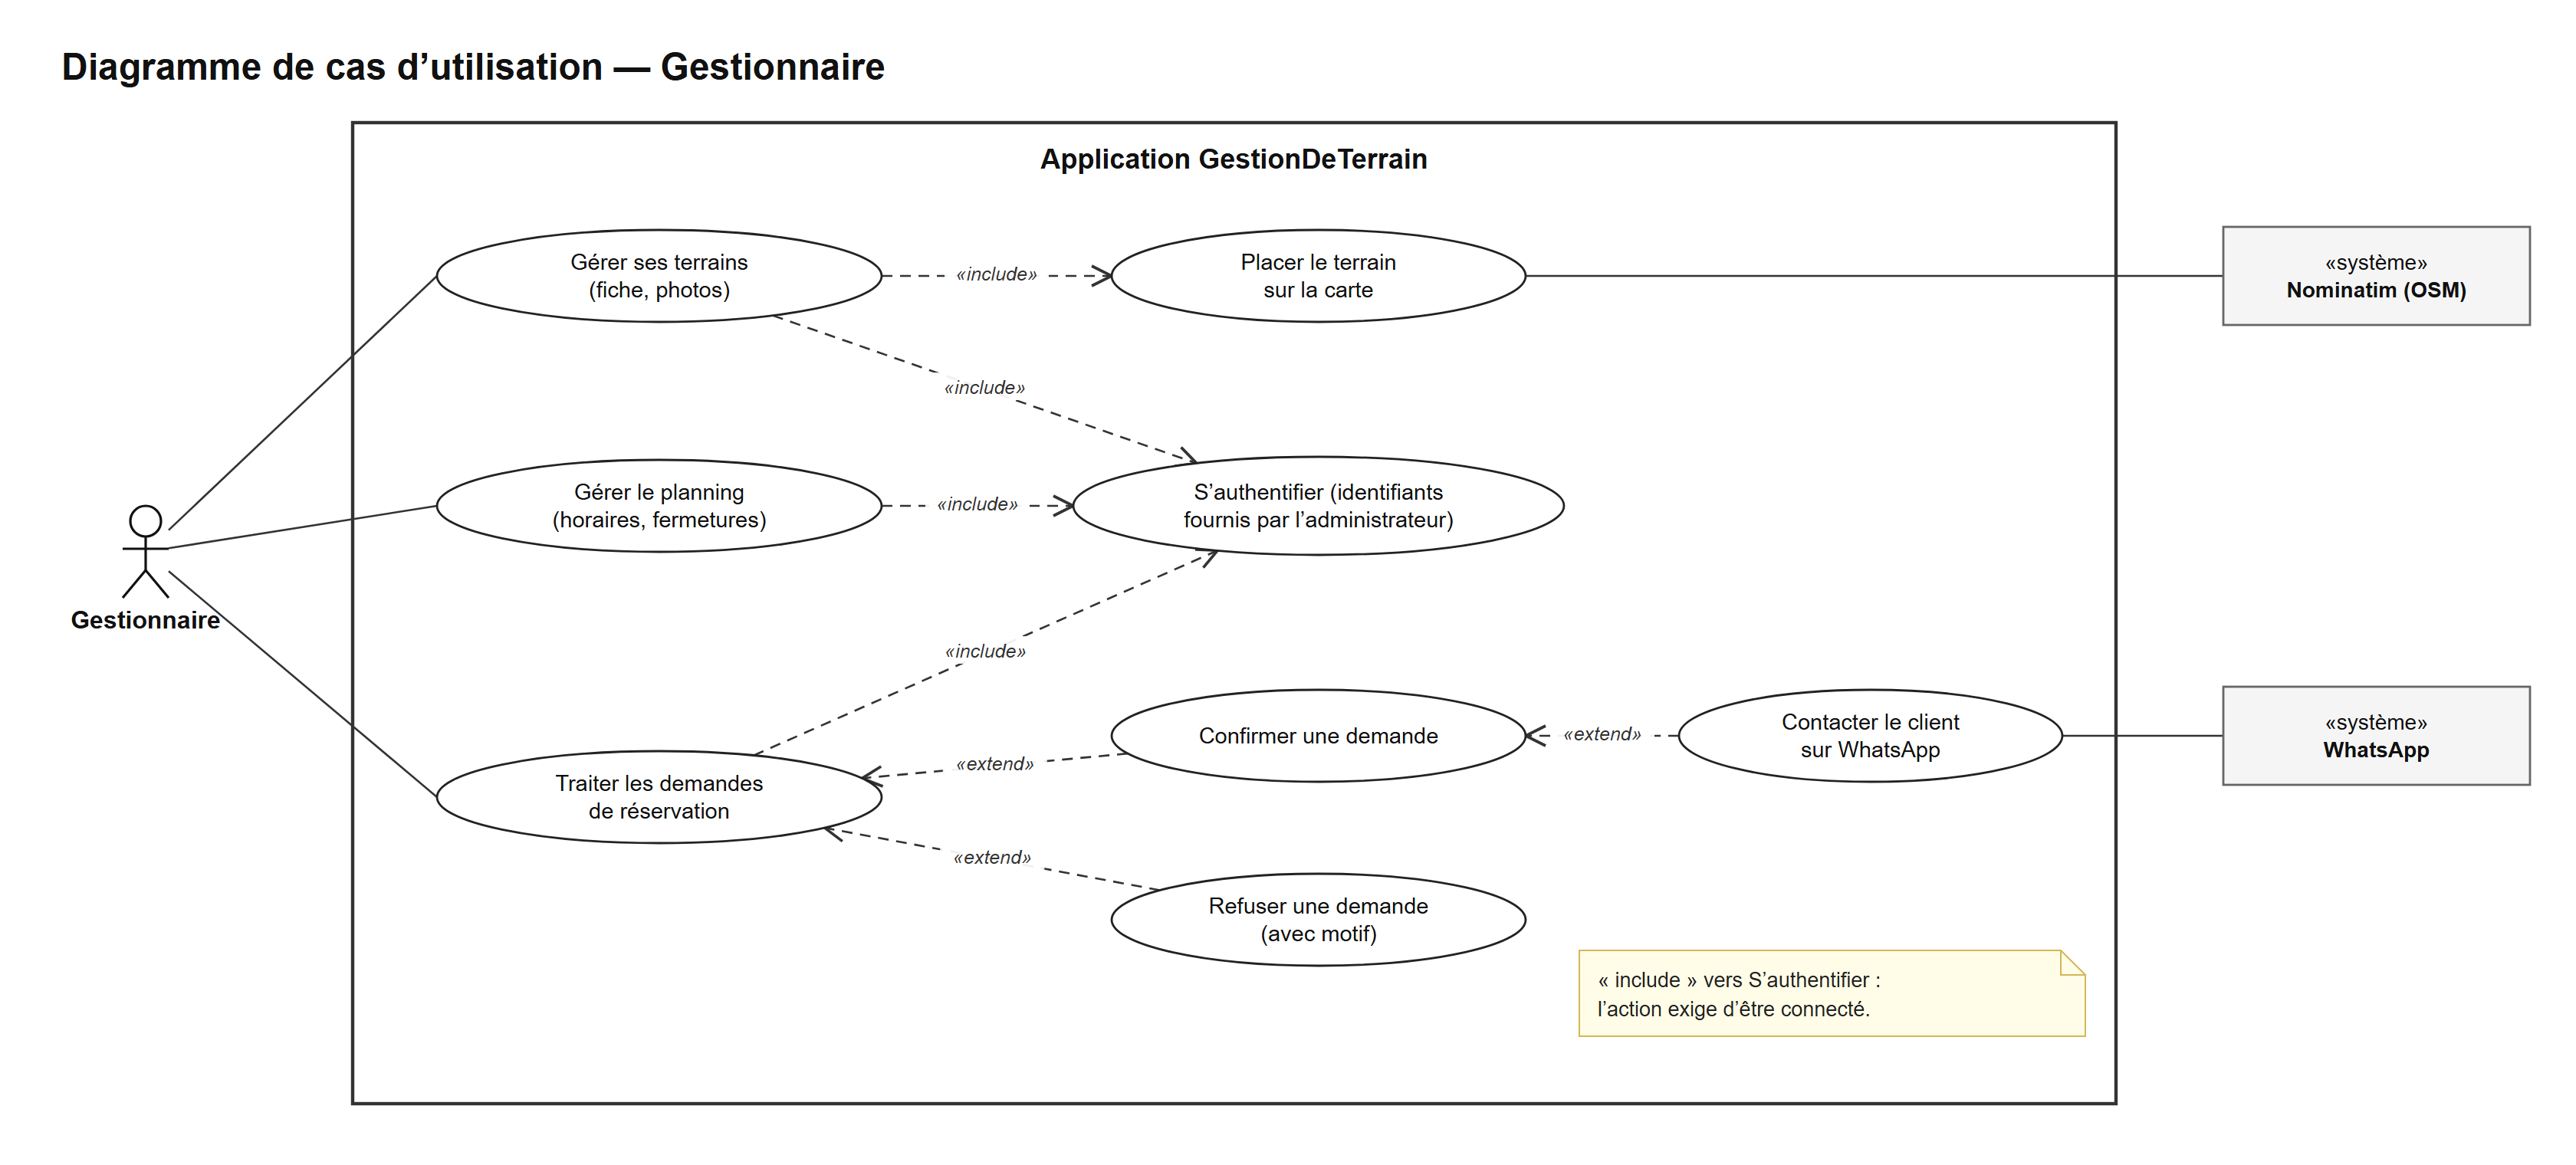 Diagramme de cas d’utilisation — Gestionnaire
Application GestionDeTerrain
Gérer ses terrains
(fiche, photos)
«include»
Placer le terrain
sur la carte
«système»
Nominatim (OSM)
«include»
Gérer le planning
(horaires, fermetures)
«include»
S’authentifier (identifiants
fournis par l’administrateur)
Gestionnaire
«include»
Confirmer une demande
«extend»
Contacter le client
sur WhatsApp
«système»
WhatsApp
«extend»
Traiter les demandes
de réservation
«extend»
Refuser une demande
(avec motif)
« include » vers S’authentifier :
l’action exige d’être connecté.